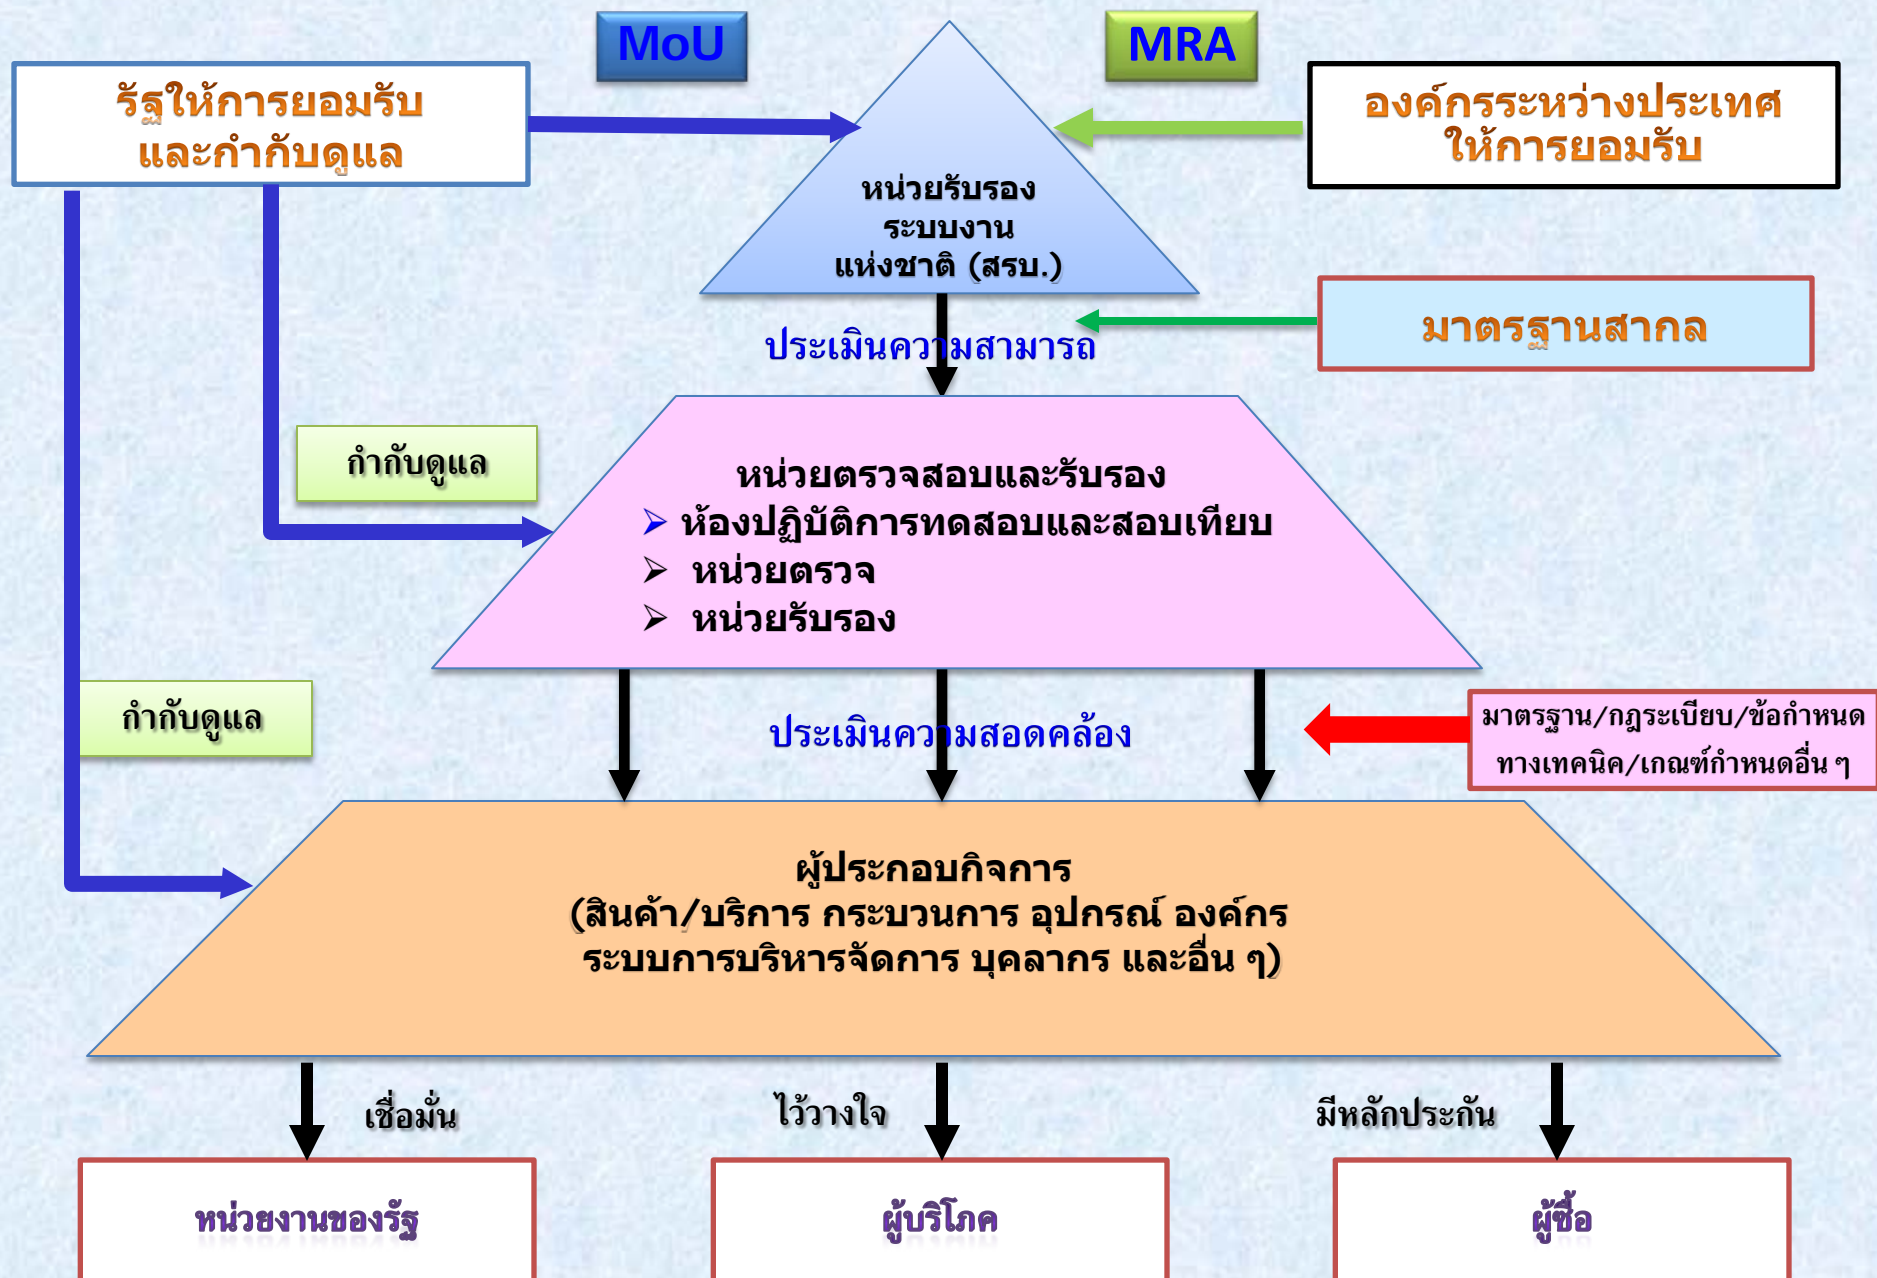 MoU
MRA
รัฐให้การยอมรับ
และกำกับดูแล
องค์กรระหว่างประเทศ
ให้การยอมรับ
หน่วยรับรอง
ระบบงาน
แห่งชาติ (สรบ.)
มาตรฐานสากล
ประเมินความสามารถ
กำกับดูแล
หน่วยตรวจสอบและรับรอง
➢ ห้องปฏิบัติการทดสอบและสอบเทียบ
➢ หน่วยตรวจ
➢ หน่วยรับรอง
กำกับดูแล
ประเมินความสอดคล้อง
มาตรฐาน/กฎระเบียบ/ข้อกำหนด
ทางเทคนิค/เกณฑ์กำหนดอื่น ๆ
ผู้ประกอบกิจการ
(สินค้า/บริการ กระบวนการ อุปกรณ์ องค์กร
ระบบการบริหารจัดการ บุคลากร และอื่น ๆ)
เชื่อมั่น
ไว้วางใจ
มีหลักประกัน
หน่วยงานของรัฐ
ผู้บริโภค
ผู้ซื้อ